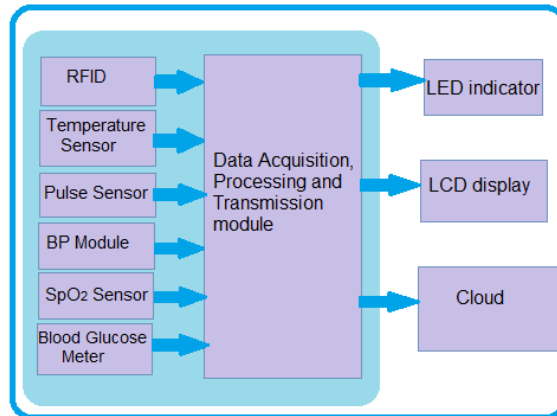 RFID
Temperature
Sensor
Pulse Sensor
BP Module
SpO₂ Sensor
Blood Glucose
Meter
Data Acquisition,
Processing and
Transmission
module
LED indicator
LCD display
Cloud